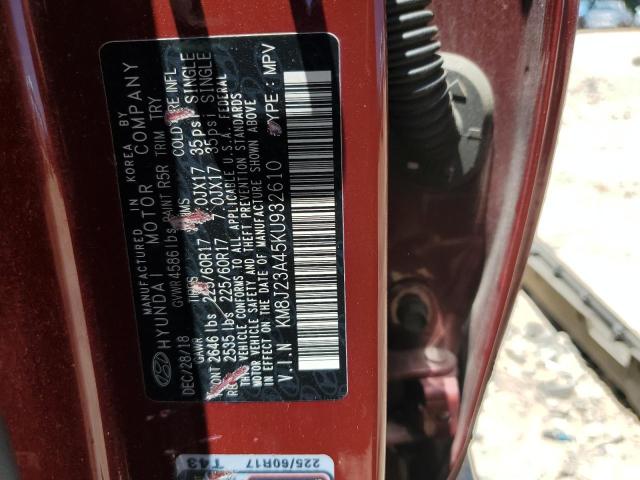 MANUFACTURED IN KOREA BY
HYUNDAI MOTOR COMPANY
DEC/28/18 GVWR 4586 lbs PAINT R5R TRIM TRY
GAWR TIRES RIMS COLD TIRE INFL
FRONT 2646 lbs 225/60R17 7.0JX17 35psi SINGLE
REAR 2535 lbs 225/60R17 7.0JX17 35psi SINGLE
THIS VEHICLE CONFORMS TO ALL APPLICABLE U.S.A. FEDERAL
MOTOR VEHICLE SAFETY AND THEFT PREVENTION STANDARDS
IN EFFECT ON THE DATE OF MANUFACTURE SHOWN ABOVE
V.I.N : KM8J23A45KU932610 TYPE : MPV
225/60R17
T43